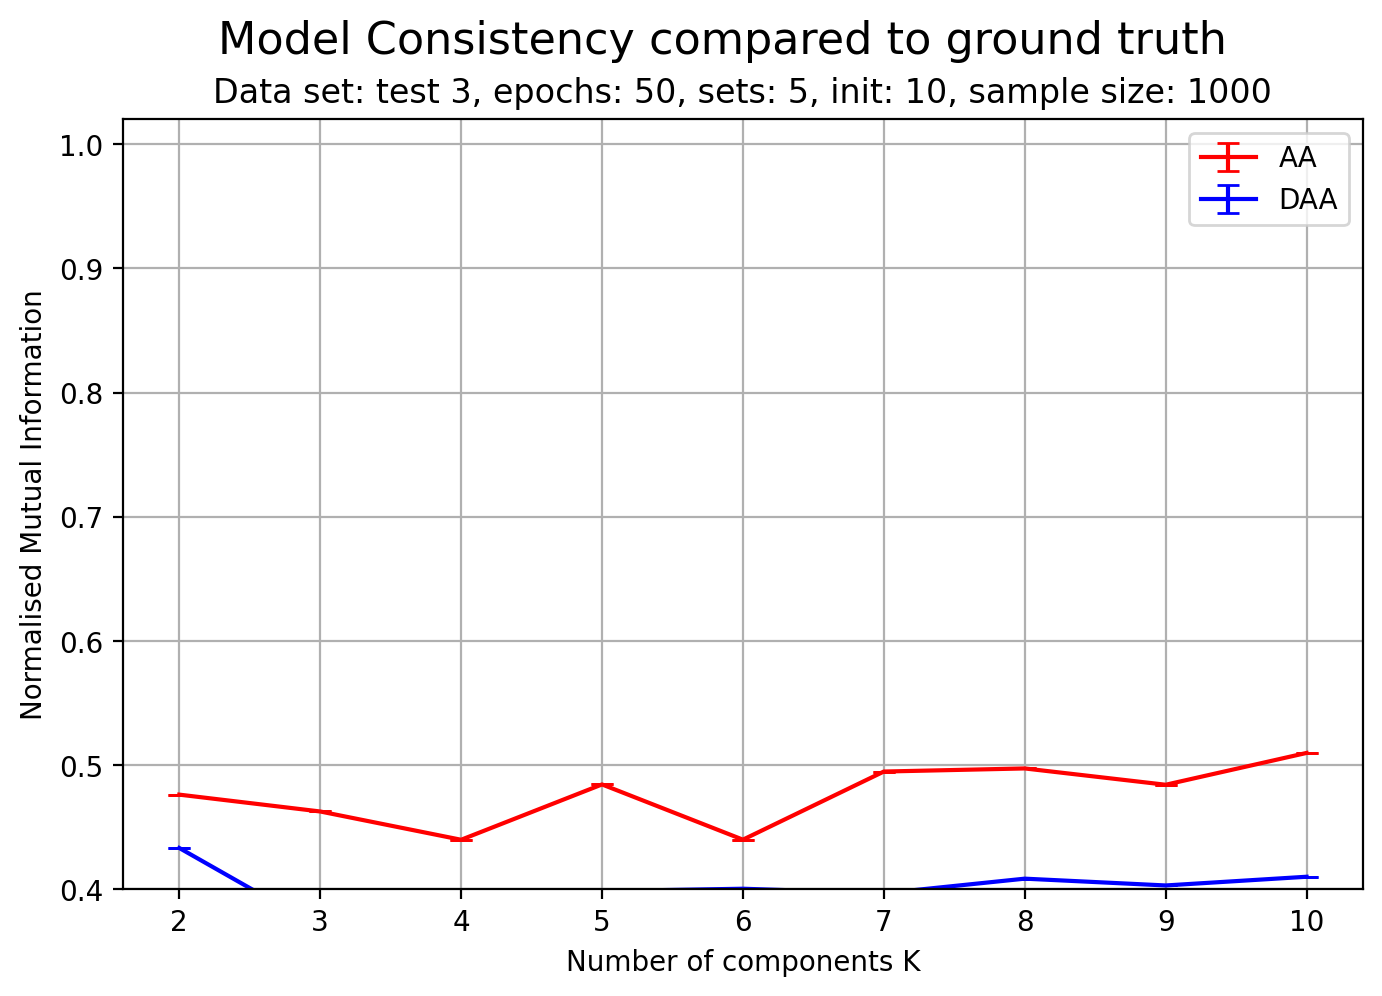 Model Consistency compared to ground truth
Data set: test 3, epochs: 50, sets: 5, init: 10, sample size: 1000
AA
DAA
Normalised Mutual Information
1.0
0.9
0.8
0.7
0.6
0.5
0.4
2 3 4 5 6 7 8 9 10
Number of components K